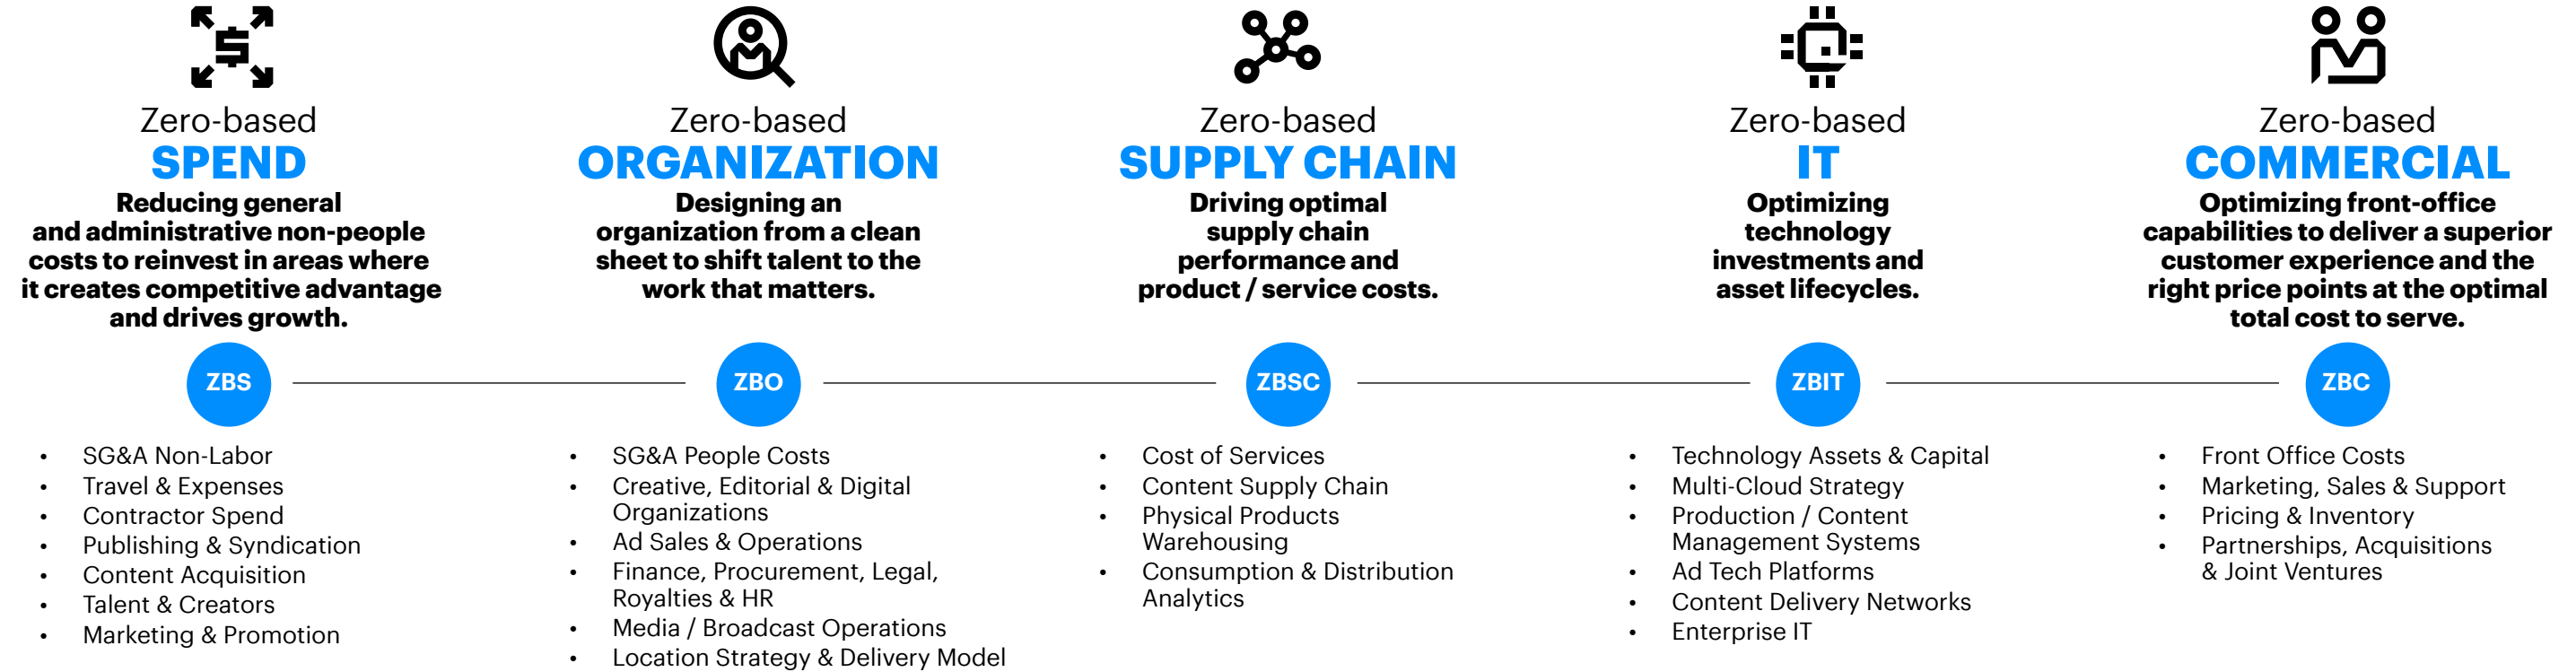 Zero-based
SPEND
Reducing general
and administrative non-people
costs to reinvest in areas where
it creates competitive advantage
and drives growth.
ZBS
• SG&A Non-Labor
• Travel & Expenses
• Contractor Spend
• Publishing & Syndication
• Content Acquisition
• Talent & Creators
• Marketing & Promotion
Zero-based
ORGANIZATION
Designing an
organization from a clean
sheet to shift talent to the
work that matters.
ZBO
• SG&A People Costs
• Creative, Editorial & Digital
Organizations
• Ad Sales & Operations
• Finance, Procurement, Legal,
Royalties & HR
• Media / Broadcast Operations
• Location Strategy & Delivery Model
Zero-based
SUPPLY CHAIN
Driving optimal
supply chain
performance and
product / service costs.
ZBSC
• Cost of Services
• Content Supply Chain
• Physical Products
Warehousing
• Consumption & Distribution
Analytics
Zero-based
IT
Optimizing
technology
investments and
asset lifecycles.
ZBIT
• Technology Assets & Capital
• Multi-Cloud Strategy
• Production / Content
Management Systems
• Ad Tech Platforms
• Content Delivery Networks
• Enterprise IT
Zero-based
COMMERCIAL
Optimizing front-office
capabilities to deliver a superior
customer experience and the
right price points at the optimal
total cost to serve.
ZBC
• Front Office Costs
• Marketing, Sales & Support
• Pricing & Inventory
• Partnerships, Acquisitions
& Joint Ventures